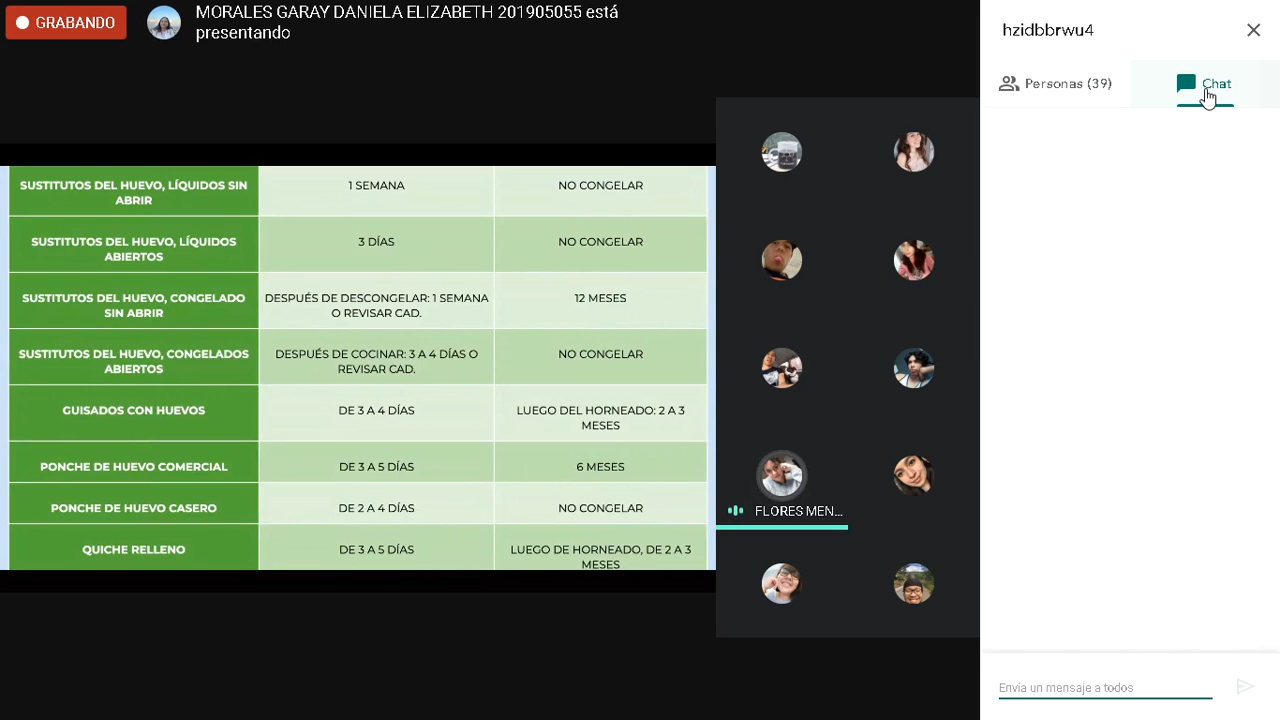 GRABANDO
MORALES GARAY DANIELA ELIZABETH 201905055 está
presentando
hzidbbrwu4
Personas (39)
Chat
SUSTITUTOS DEL HUEVO, LÍQUIDOS SIN
ABRIR
1 SEMANA
NO CONGELAR
SUSTITUTOS DEL HUEVO, LÍQUIDOS
ABIERTOS
3 DÍAS
NO CONGELAR
SUSTITUTOS DEL HUEVO, CONGELADO
SIN ABRIR
DESPUÉS DE DESCONGELAR: 1 SEMANA
O REVISAR CAD.
12 MESES
SUSTITUTOS DEL HUEVO, CONGELADOS
ABIERTOS
DESPUÉS DE COCINAR: 3 A 4 DÍAS O
REVISAR CAD.
NO CONGELAR
GUISADOS CON HUEVOS
DE 3 A 4 DÍAS
LUEGO DEL HORNEADO: 2 A 3
MESES
PONCHE DE HUEVO COMERCIAL
DE 3 A 5 DÍAS
6 MESES
PONCHE DE HUEVO CASERO
DE 2 A 4 DÍAS
NO CONGELAR
QUICHE RELLENO
DE 3 A 5 DÍAS
LUEGO DE HORNEADO, DE 2 A 3
MESES
FLORES MEN...
Envía un mensaje a todos